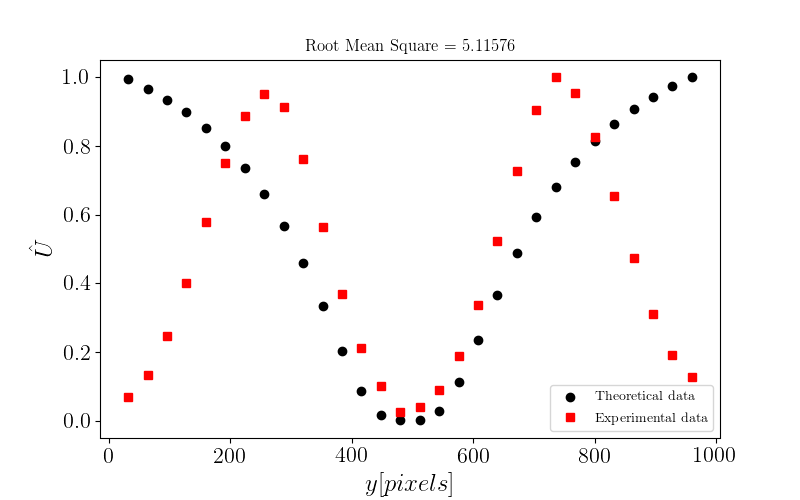 Root Mean Square = 5.11576
1.0
0.8
0.6
0.4
0.2
0.0
Û
0 200 400 600 800 1000
y[pixels]
Theoretical data
Experimental data